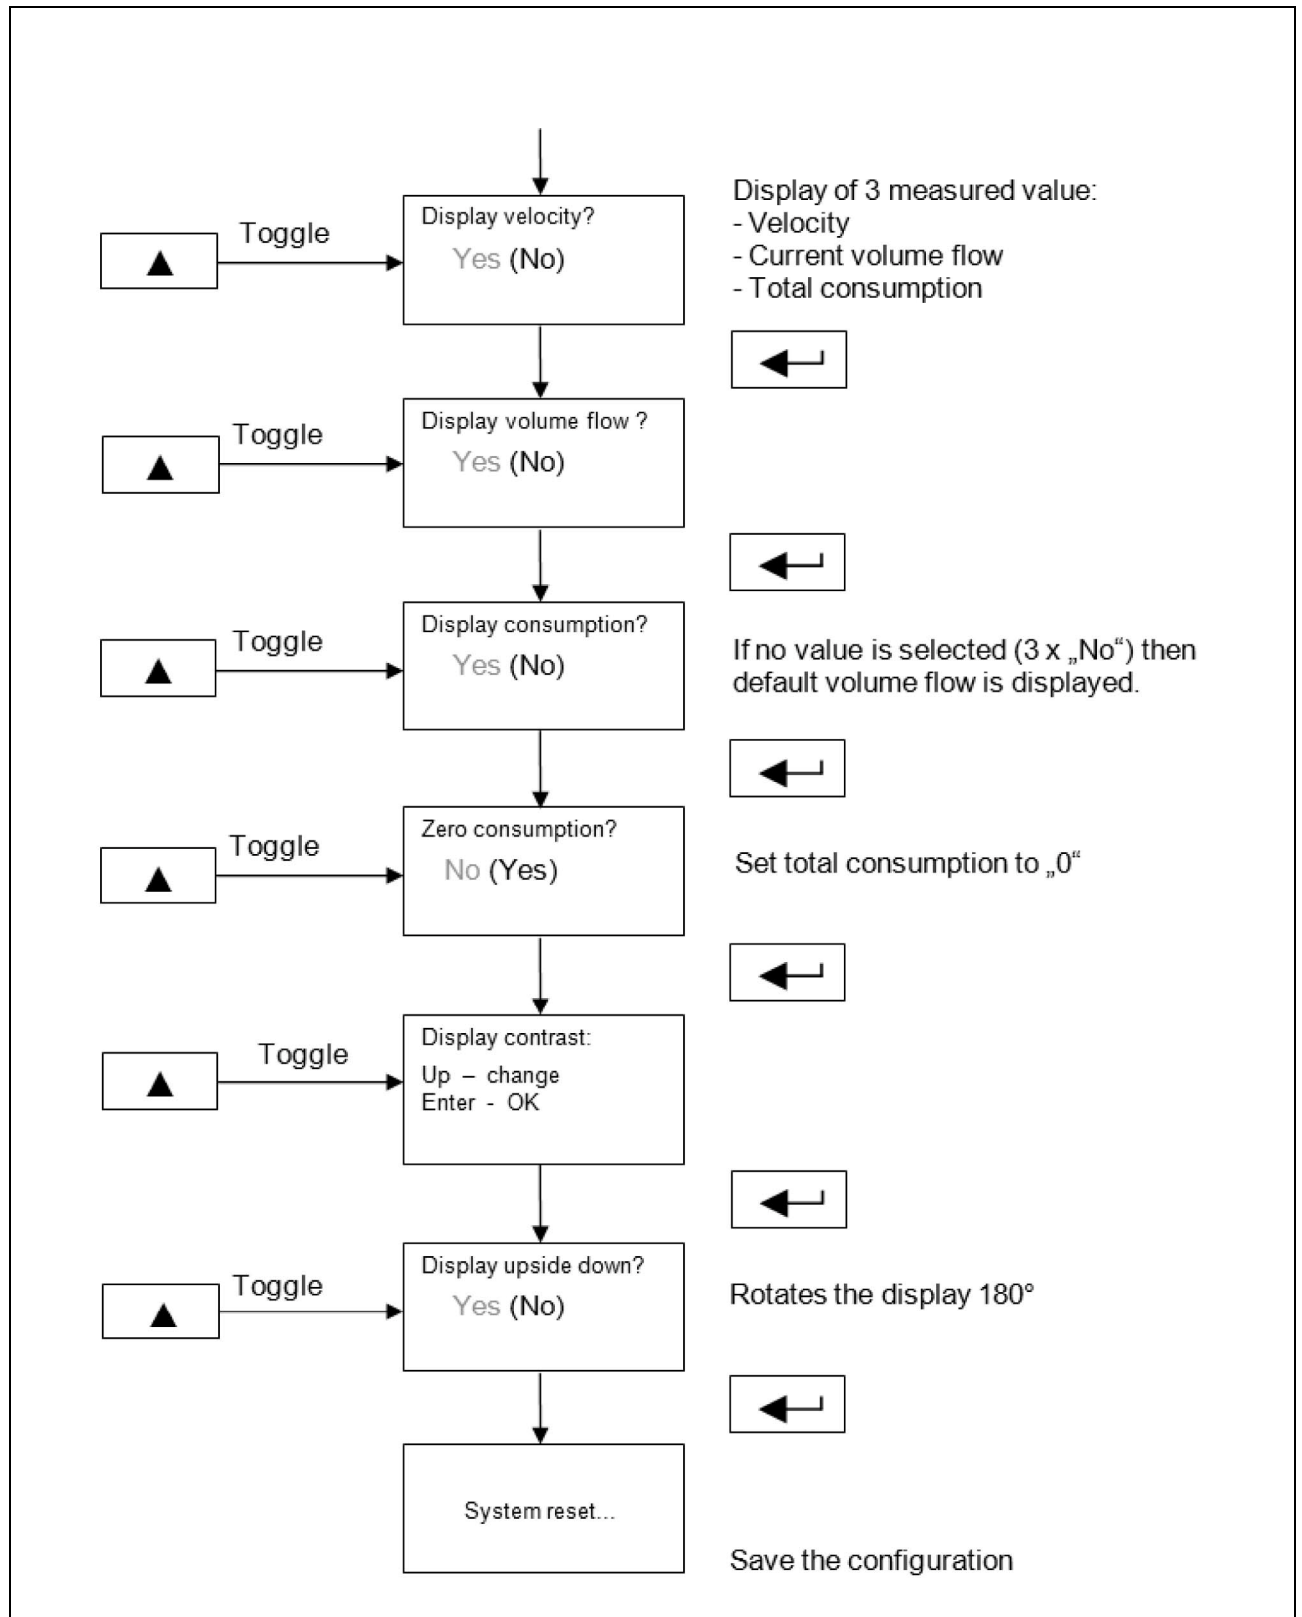 Display of 3 measured value:
- Velocity
- Current volume flow
- Total consumption
Toggle
Display velocity?
Yes (No)
Toggle
Display volume flow ?
Yes (No)
Toggle
Display consumption?
Yes (No)
If no value is selected (3 x „No“) then
default volume flow is displayed.
Toggle
Zero consumption?
No (Yes)
Set total consumption to „0“
Toggle
Display contrast:
Up – change
Enter - OK
Toggle
Display upside down?
Yes (No)
Rotates the display 180°
System reset...
Save the configuration